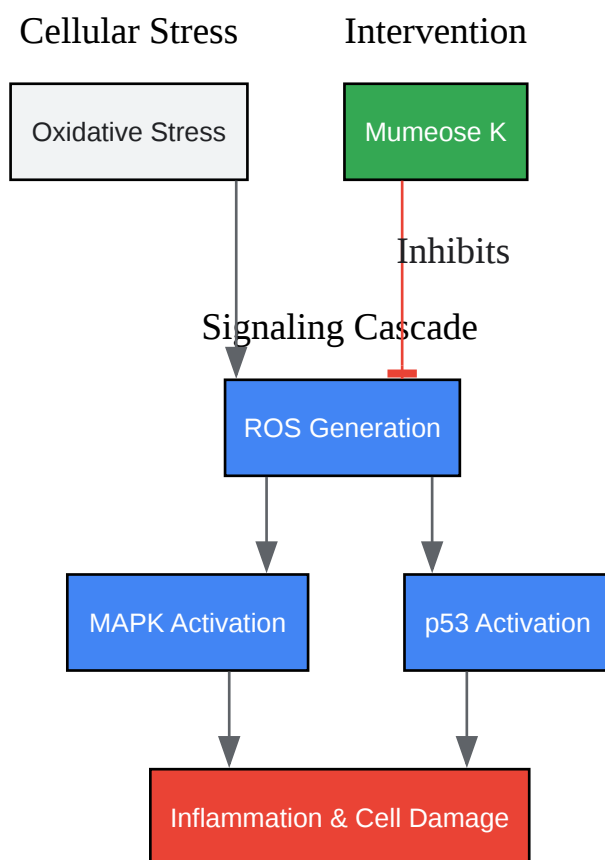 Cellular Stress
Intervention
Oxidative Stress
Mumeose K
Inhibits
Signaling Cascade
ROS Generation
MAPK Activation
p53 Activation
Inflammation & Cell Damage